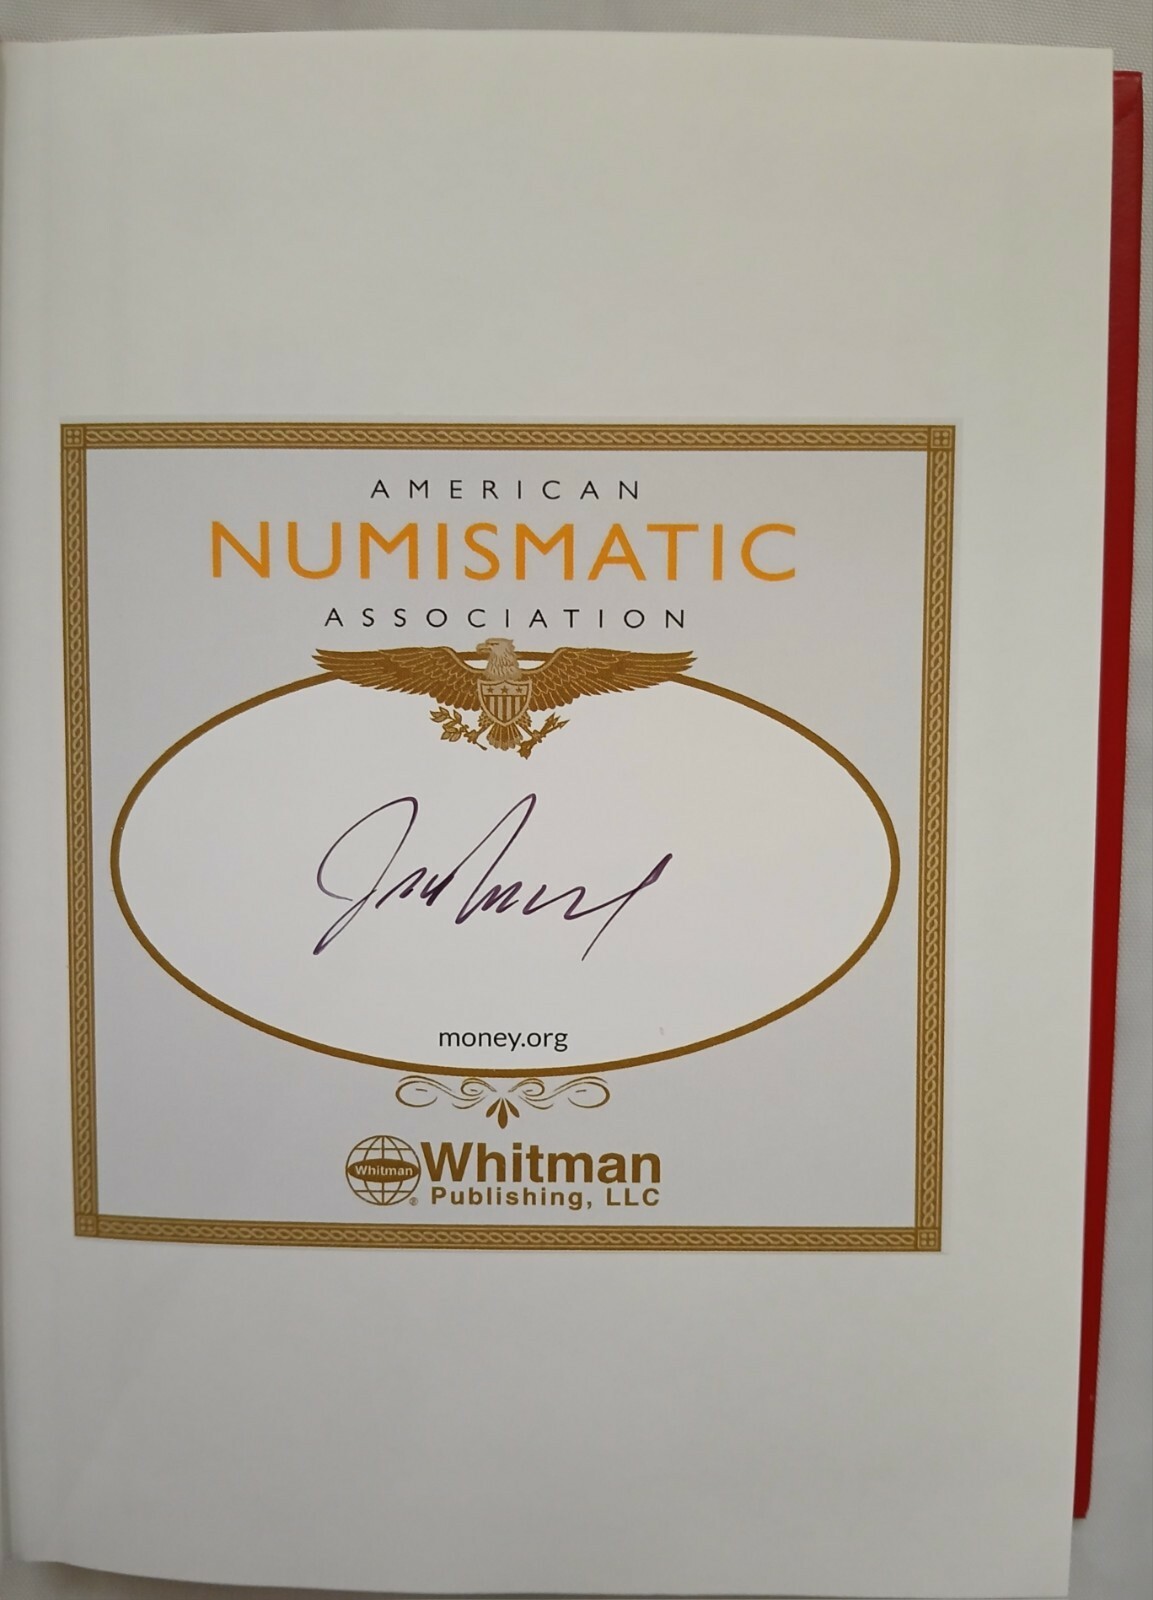 AMERICAN
NUMISMATIC
ASSOCIATION
money.org
Whitman
Whitman
Publishing, LLC